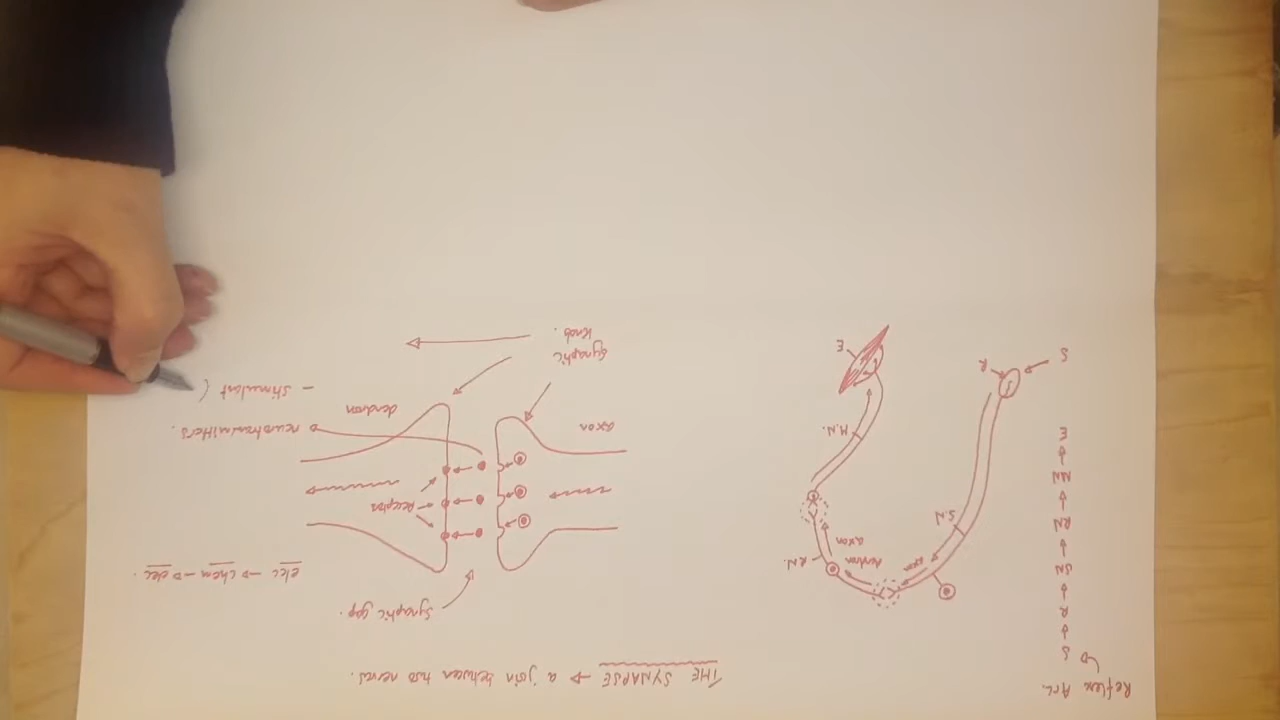 Reflex Arc.
S
R
SN
RN
MN
E
S
R
S.N
axon
dendron
axon
R.N.
M.N.
E
THE SYNAPSE → a join between two nerves.
synaptic gap.
elec → chem → elec.
receptors
neurotransmitters.
dendron
axon
synaptic
knob.
- stimulant (